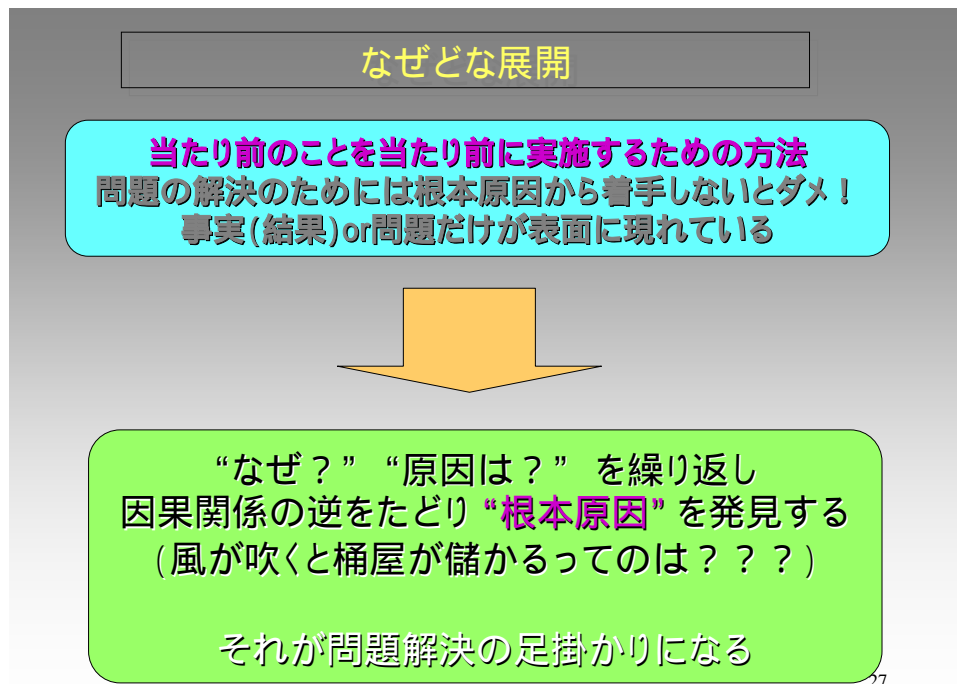 なぜどな展開
当たり前のことを当たり前に実施するための方法
問題の解決のためには根本原因から着手しないとダメ！
事実(結果)or問題だけが表面に現れている
“なぜ？” “原因は？” を繰り返し
因果関係の逆をたどり “根本原因” を発見する
(風が吹くと桶屋が儲かるってのは？？？)
それが問題解決の足掛かりになる
27